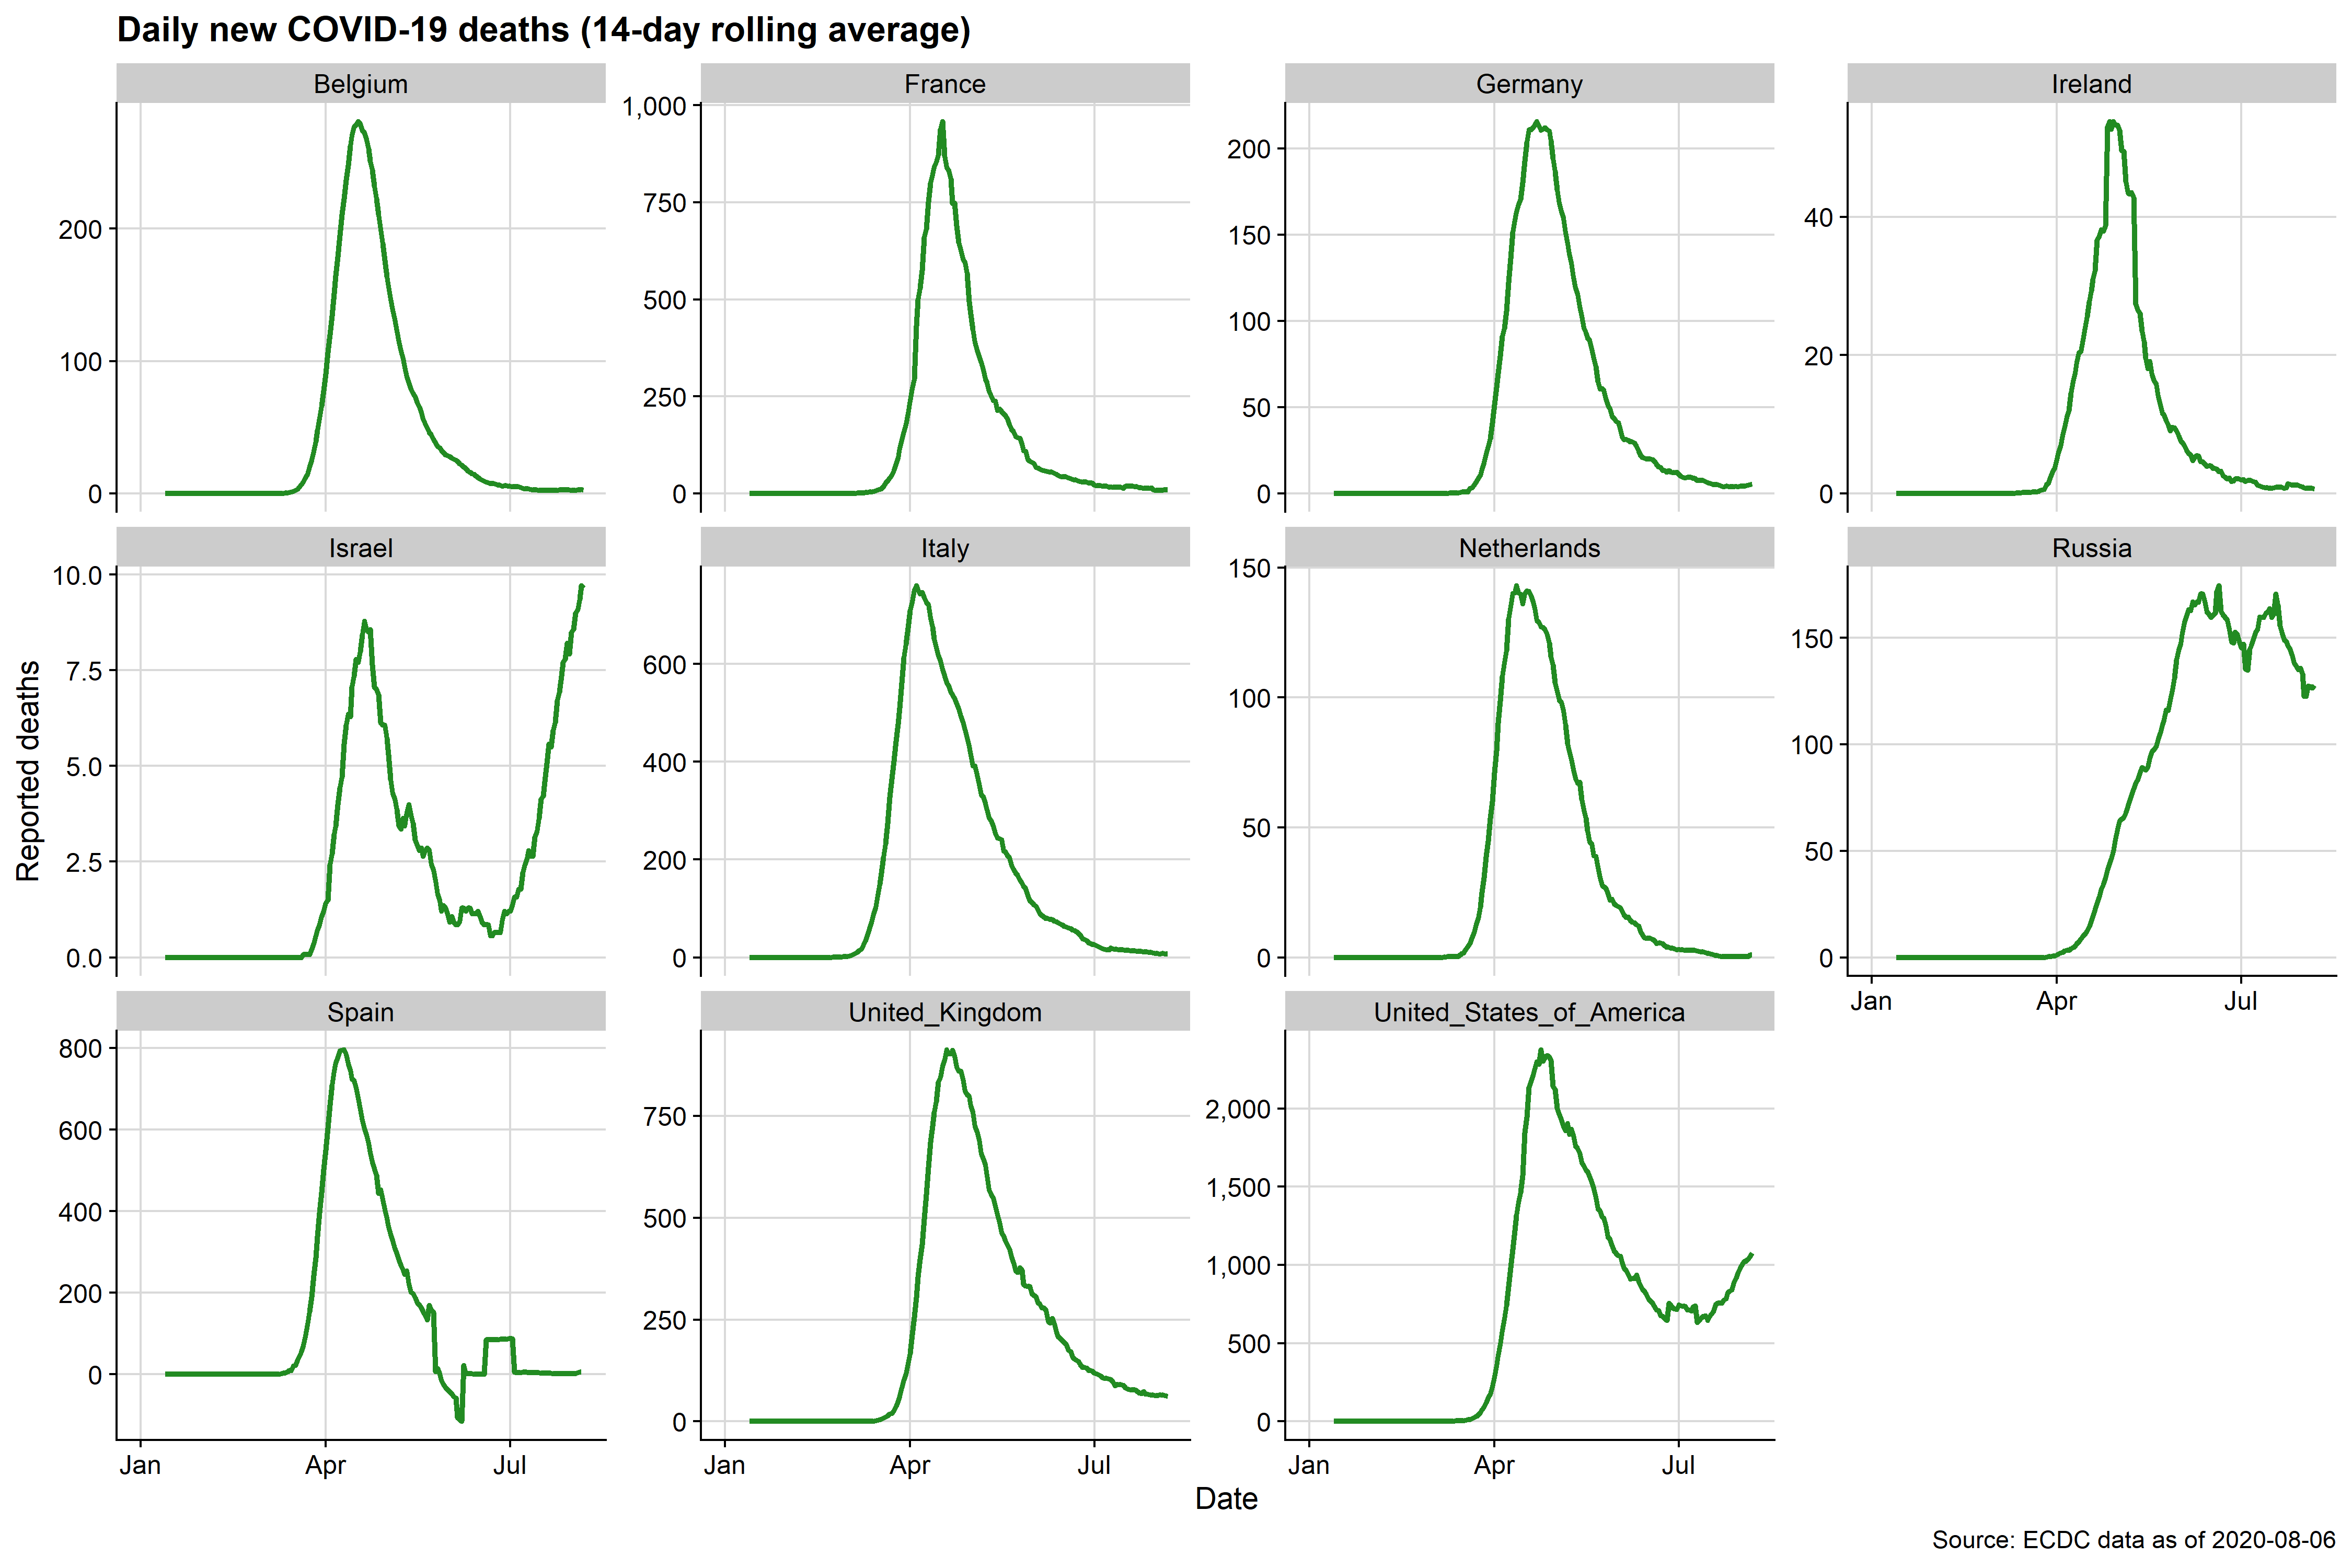 Daily new COVID-19 deaths (14-day rolling average)
Belgium
France
Germany
Ireland
200
100
0
1,000
750
500
250
0
200
150
100
50
0
40
20
0
Israel
Italy
Netherlands
Russia
10.0
7.5
5.0
2.5
0.0
600
400
200
0
150
100
50
0
150
100
50
0
Jan Apr Jul
Reported deaths
Spain
United_Kingdom
United_States_of_America
800
600
400
200
0
750
500
250
0
2,000
1,500
1,000
500
0
Jan Apr Jul
Jan Apr Jul
Jan Apr Jul
Date
Source: ECDC data as of 2020-08-06